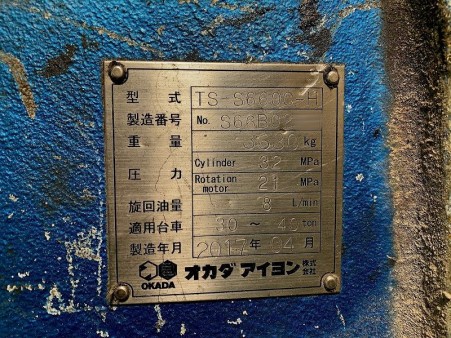 型式 TS-S6600 H
製造番号 No.
重量 kg
圧力 Cylinder 32 MPa
Rotation motor 21 MPa
旋回油量 8 L/min
適用台車 30 ～ 45 ton
製造年月 2017年 04月
OKADA オカダアイヨン 株式会社